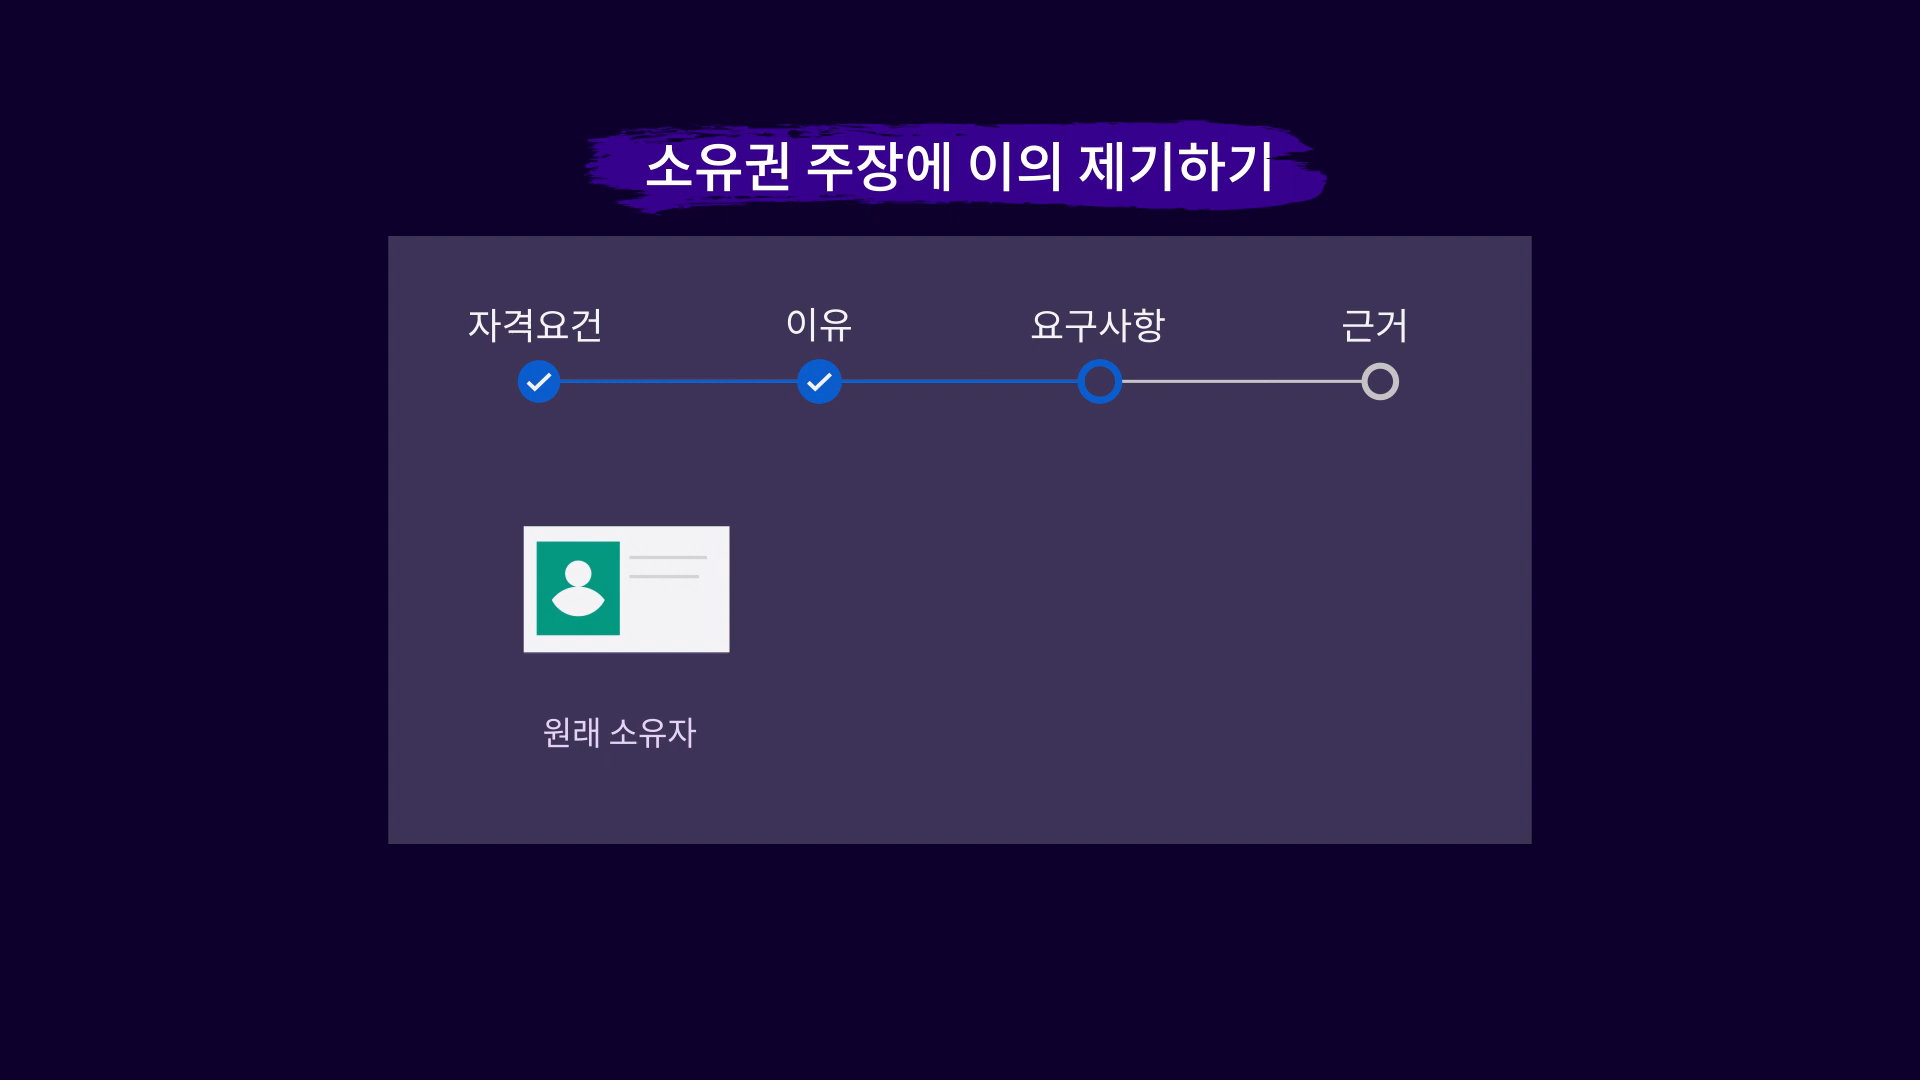 소유권 주장에 이의 제기하기
자격요건 이유 요구사항 근거
원래 소유자